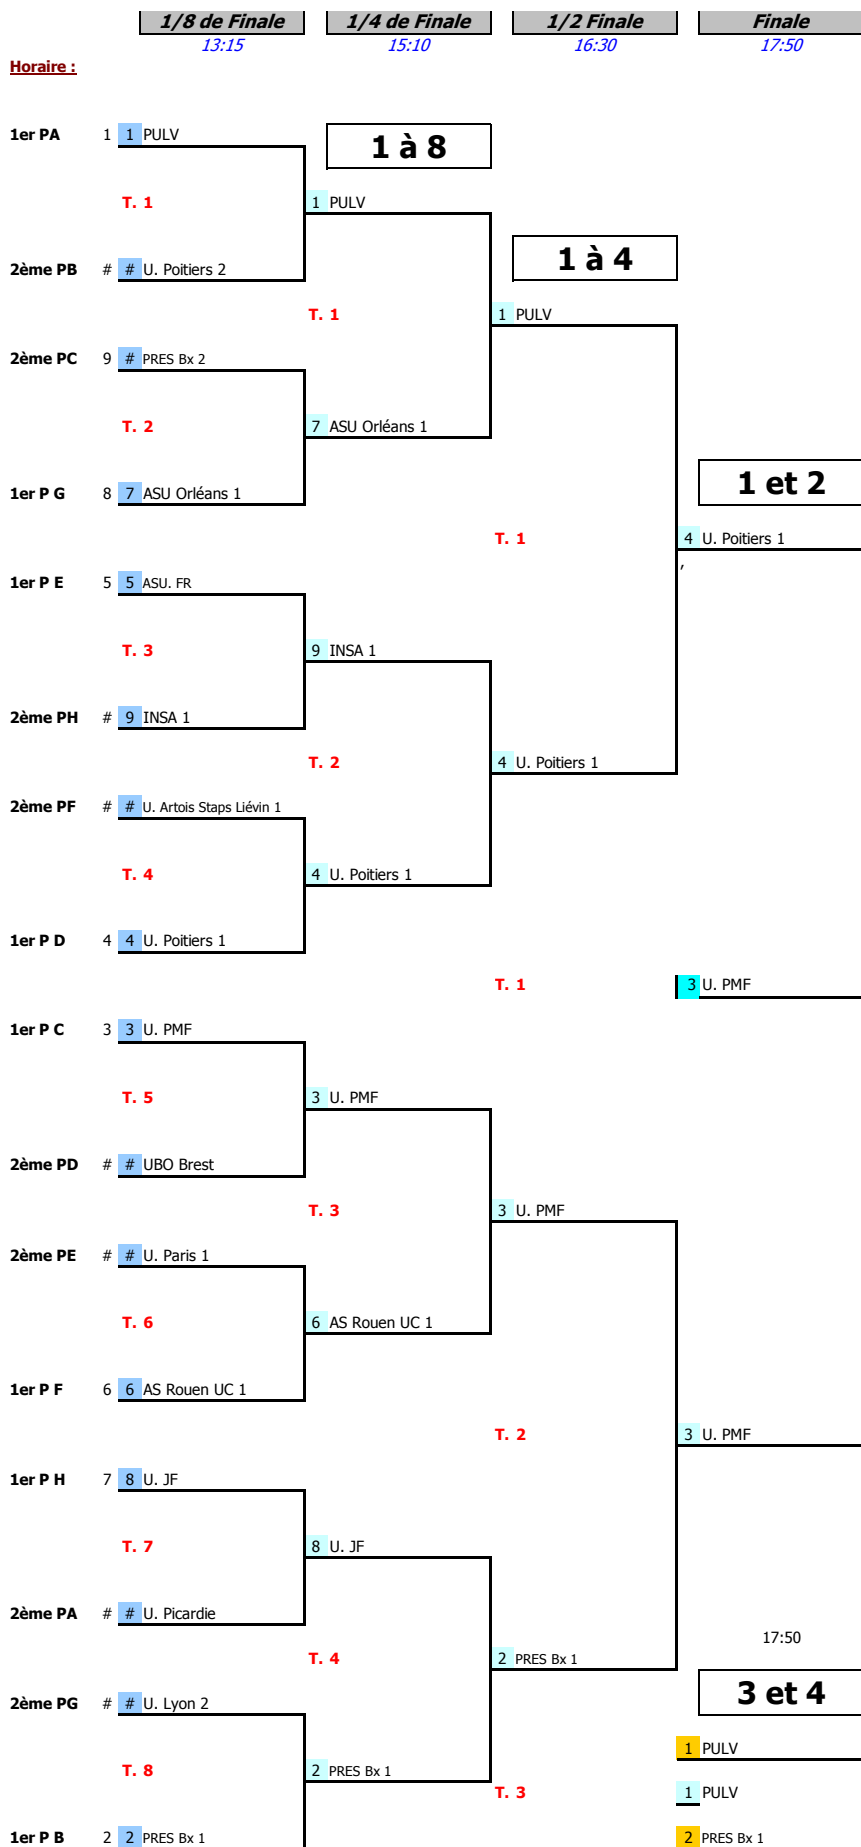 1/8 de Finale 1/4 de Finale 1/2 Finale Finale
13:15 15:10 16:30 17:50
Horaire :
1er PA 1 1 PULV
1 à 8
T. 1 1 PULV
1 à 4
2ème PB # # U. Poitiers 2
T. 1 1 PULV
2ème PC 9 # PRES Bx 2
T. 2 7 ASU Orléans 1
1 et 2
1er P G 8 7 ASU Orléans 1
T. 1 4 U. Poitiers 1
,
1er P E 5 5 ASU. FR
T. 3 9 INSA 1
2ème PH # 9 INSA 1
T. 2 4 U. Poitiers 1
2ème PF # # U. Artois Staps Liévin 1
T. 4 4 U. Poitiers 1
1er P D 4 4 U. Poitiers 1
T. 1 3 U. PMF
1er P C 3 3 U. PMF
T. 5 3 U. PMF
2ème PD # # UBO Brest
T. 3 3 U. PMF
2ème PE # # U. Paris 1
T. 6 6 AS Rouen UC 1
1er P F 6 6 AS Rouen UC 1
T. 2 3 U. PMF
1er P H 7 8 U. JF
T. 7 8 U. JF
2ème PA # # U. Picardie
17:50
T. 4 2 PRES Bx 1
3 et 4
2ème PG # # U. Lyon 2
1 PULV
T. 8 2 PRES Bx 1
T. 3 1 PULV
1er P B 2 2 PRES Bx 1 2 PRES Bx 1